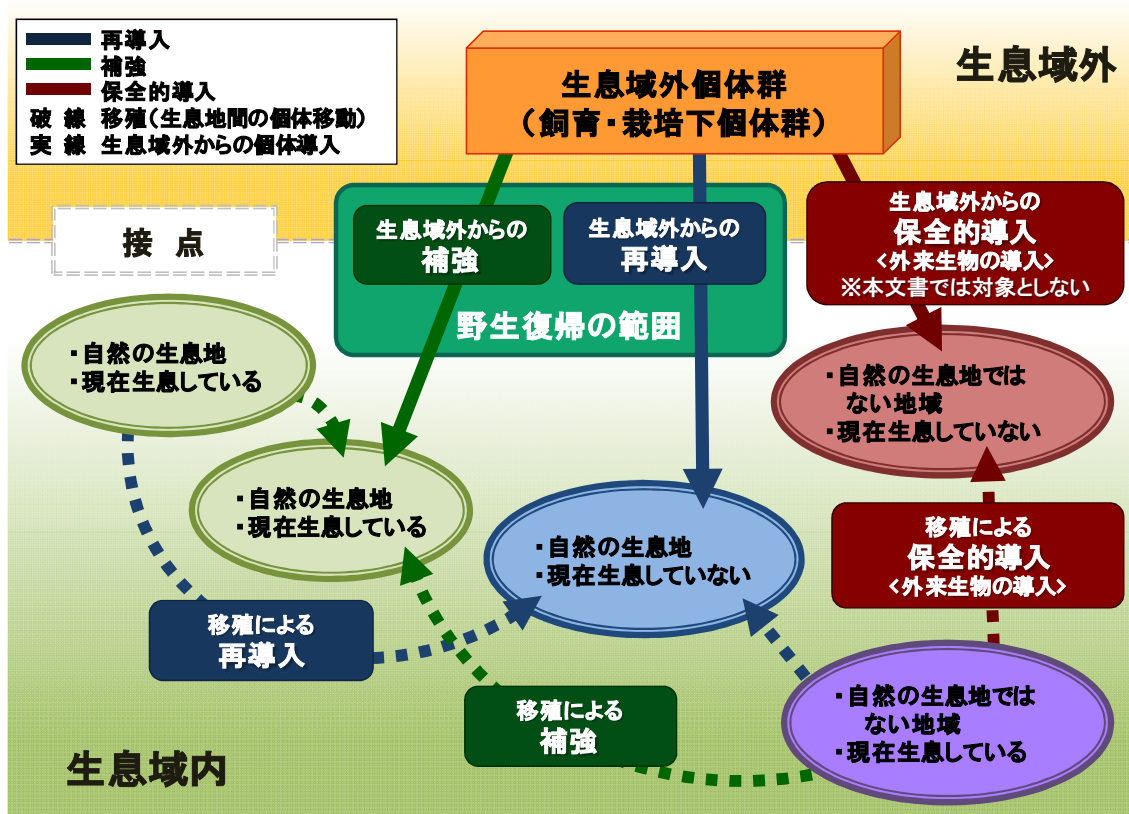 再導入
補強
保全的導入
破 線 移殖（生息地間の個体移動）
実 線 生息域外からの個体導入
生息域外個体群
（飼育・栽培下個体群）
生息域外
接 点
生息域外からの
補強
生息域外からの
再導入
野生復帰の範囲
生息域外からの
保全的導入
<外来生物の導入>
※本文書では対象としない
・自然の生息地
・現在生息している
・自然の生息地では
ない地域
・現在生息していない
・自然の生息地
・現在生息している
・自然の生息地
・現在生息していない
移殖による
保全的導入
<外来生物の導入>
移殖による
再導入
移殖による
補強
・自然の生息地では
ない地域
・現在生息している
生息域内